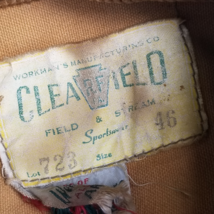 WORKMAN'S MANUFACTURING CO
CLEARFIELD
FIELD & STREAM
Sportswear
Lot 723 Size 46